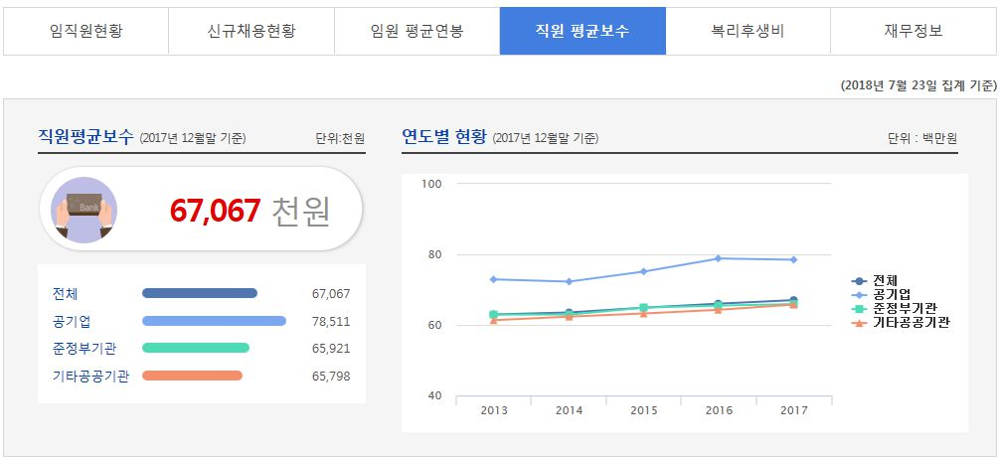 임직원현황
신규채용현황
임원 평균연봉
직원 평균보수
복리후생비
재무정보
(2018년 7월 23일 집계 기준)
직원평균보수 (2017년 12월말 기준) 단위:천원
Bank
67,067 천원
전체 67,067
공기업 78,511
준정부기관 65,921
기타공공기관 65,798
연도별 현황 (2017년 12월말 기준) 단위 : 백만원
100
80
60
40
2013 2014 2015 2016 2017
전체
공기업
준정부기관
기타공공기관